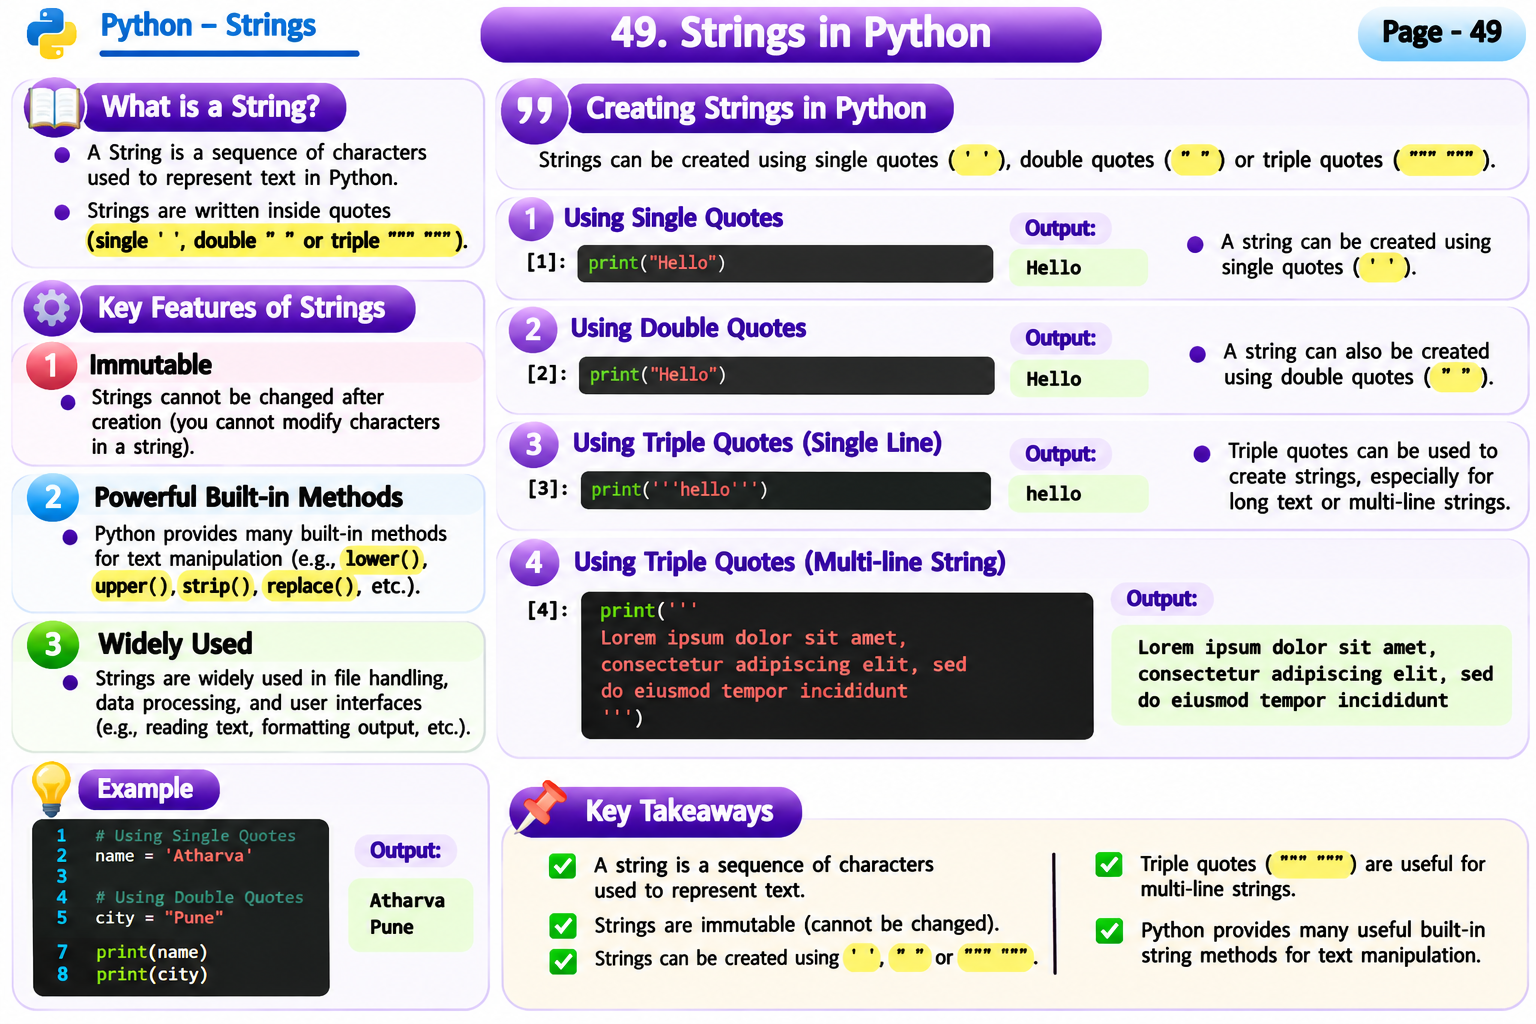 Python – Strings
49. Strings in Python
Page - 49
What is a String?
A String is a sequence of characters
used to represent text in Python.
Strings are written inside quotes
(single ' ', double " " or triple """ """).
Key Features of Strings
1 Immutable
Strings cannot be changed after
creation (you cannot modify characters
in a string).
2 Powerful Built-in Methods
Python provides many built-in methods
for text manipulation (e.g., lower(),
upper(), strip(), replace(), etc.).
3 Widely Used
Strings are widely used in file handling,
data processing, and user interfaces
(e.g., reading text, formatting output, etc.).
Example
1 # Using Single Quotes
2 name = 'Atharva'
3
4 # Using Double Quotes
5 city = "Pune"
7 print(name)
8 print(city)
Output:
Atharva
Pune
Creating Strings in Python
Strings can be created using single quotes (' '), double quotes (" ") or triple quotes (""" """).
1 Using Single Quotes
[1]: print("Hello")
Output:
Hello
A string can be created using
single quotes (' ').
2 Using Double Quotes
[2]: print("Hello")
Output:
Hello
A string can also be created
using double quotes (" ").
3 Using Triple Quotes (Single Line)
[3]: print('''hello''')
Output:
hello
Triple quotes can be used to
create strings, especially for
long text or multi-line strings.
4 Using Triple Quotes (Multi-line String)
[4]: print('''
Lorem ipsum dolor sit amet,
consectetur adipiscing elit, sed
do eiusmod tempor incididunt
''')
Output:
Lorem ipsum dolor sit amet,
consectetur adipiscing elit, sed
do eiusmod tempor incididunt
Key Takeaways
A string is a sequence of characters
used to represent text.
Strings are immutable (cannot be changed).
Strings can be created using ' ', " " or """ """.
Triple quotes (""" """) are useful for
multi-line strings.
Python provides many useful built-in
string methods for text manipulation.